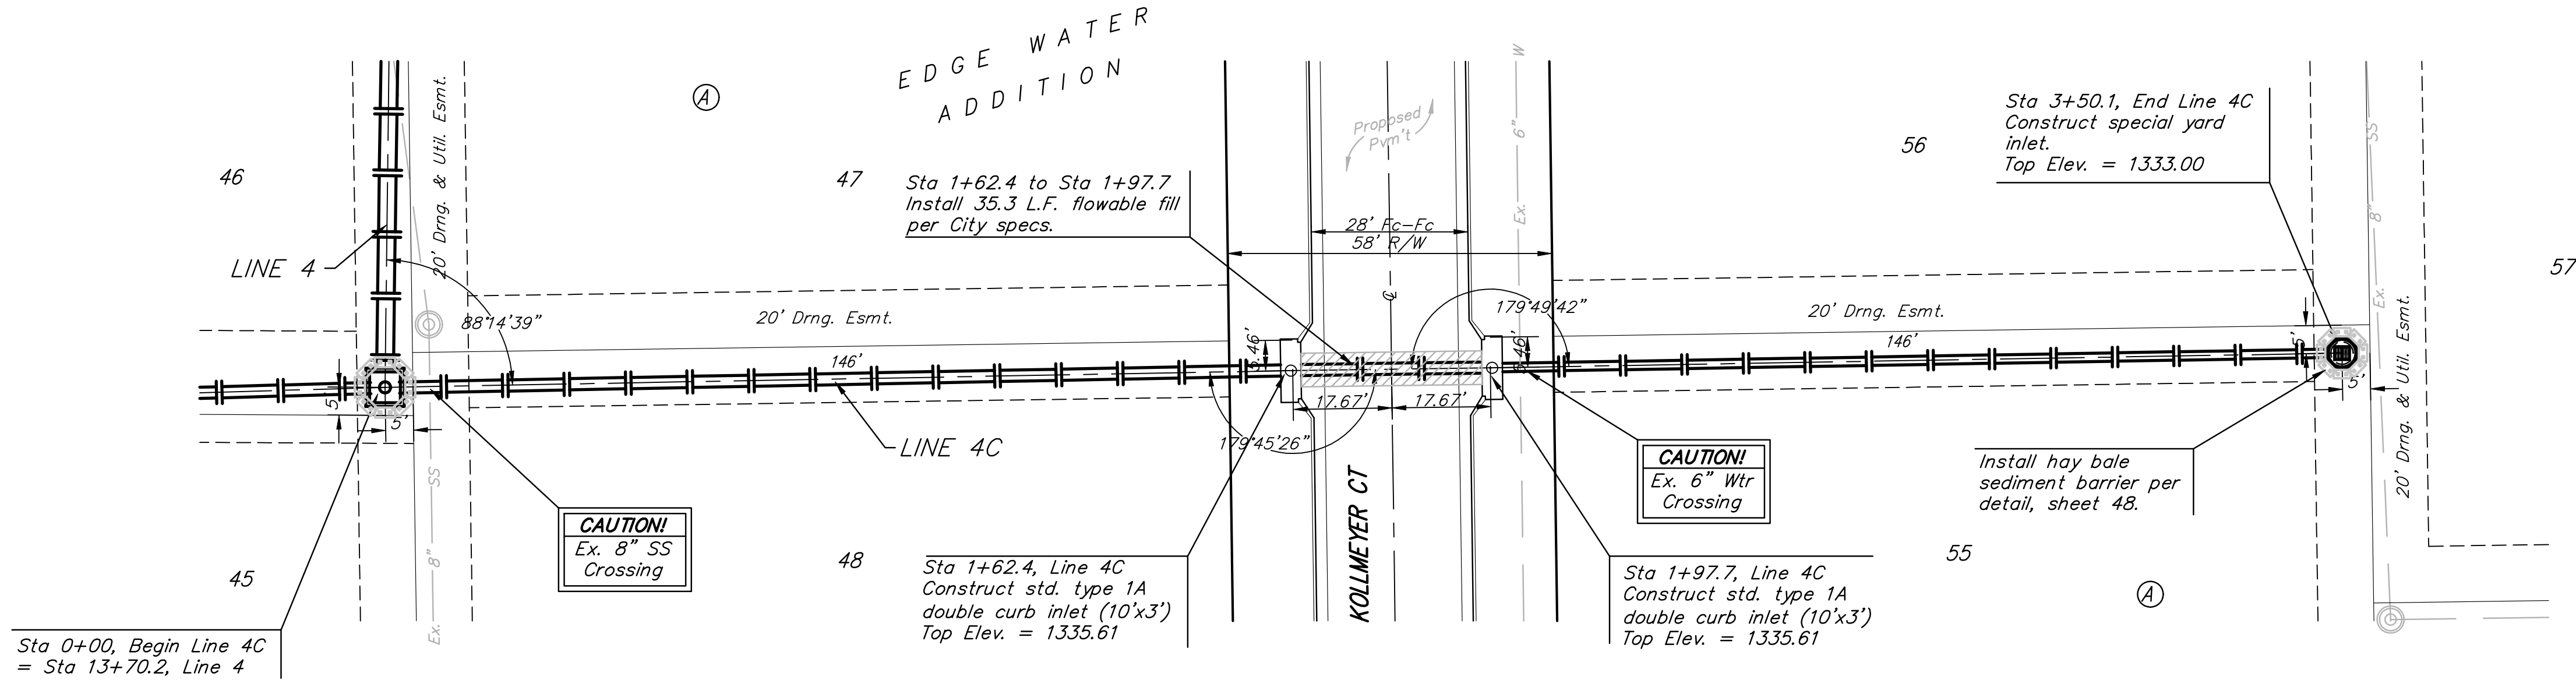 EDGE WATER
ADDITION
A
46
47
56
57
45
48
55
A
20' Drng. & Util. Esmt.
LINE 4
88°14'39"
Sta 1+62.4 to Sta 1+97.7
Install 35.3 L.F. flowable fill
per City specs.
Proposed
Pvm't
28' Fc-Fc
58' R/W
Ex. 6" W
Sta 3+50.1, End Line 4C
Construct special yard
inlet.
Top Elev. = 1333.00
Ex. 8" SS
20' Drng. Esmt.
146'
179°49'42"
20' Drng. Esmt.
146'
5.46'
5.46'
17.67'
17.67'
179°45'26"
5'
5'
5'
5'
LINE 4C
KOLLMEYER CT
CAUTION!
Ex. 8" SS
Crossing
CAUTION!
Ex. 6" Wtr
Crossing
Install hay bale
sediment barrier per
detail, sheet 48.
20' Drng. & Util. Esmt.
Ex. 8" SS
Sta 1+62.4, Line 4C
Construct std. type 1A
double curb inlet (10'x3')
Top Elev. = 1335.61
Sta 1+97.7, Line 4C
Construct std. type 1A
double curb inlet (10'x3')
Top Elev. = 1335.61
Sta 0+00, Begin Line 4C
= Sta 13+70.2, Line 4